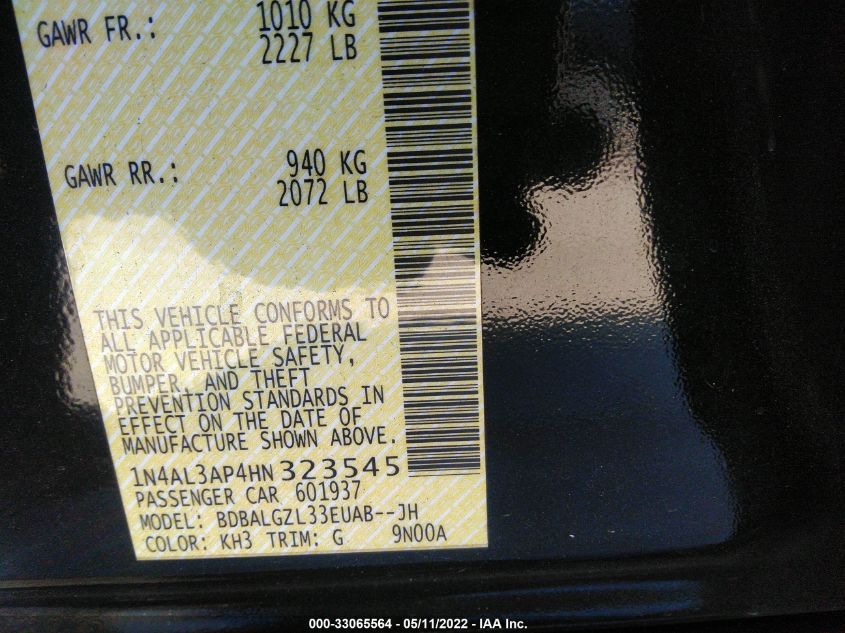 GAWR FR.: 1010 KG
2227 LB
GAWR RR.: 940 KG
2072 LB
THIS VEHICLE CONFORMS TO
ALL APPLICABLE FEDERAL
MOTOR VEHICLE SAFETY,
BUMPER, AND THEFT
PREVENTION STANDARDS IN
EFFECT ON THE DATE OF
MANUFACTURE SHOWN ABOVE.
1N4AL3AP4HN 323545
PASSENGER CAR 601937
MODEL: BDBALGZL33EUAB--JH
COLOR: KH3 TRIM: G 9N00A
000-33065564 - 05/11/2022 - IAA Inc.